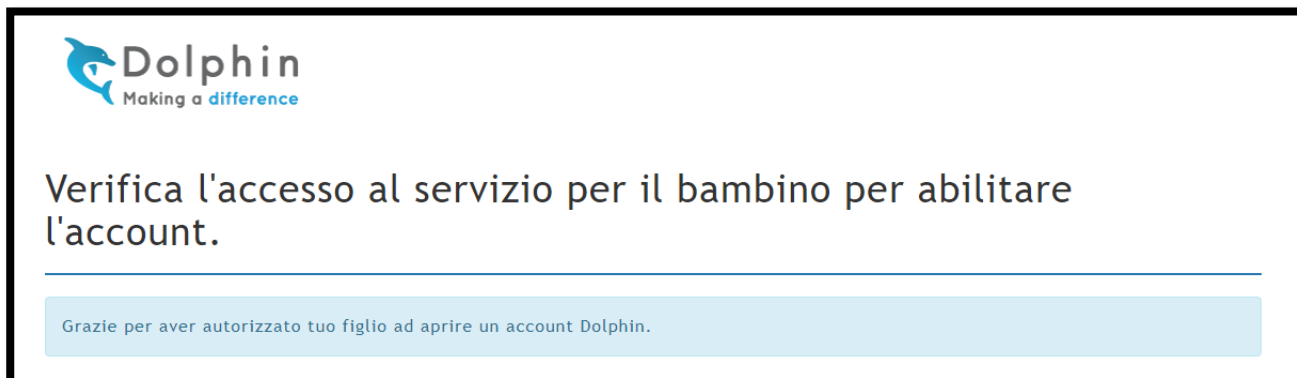 Dolphin
Making a difference
Verifica l'accesso al servizio per il bambino per abilitare
l'account.
Grazie per aver autorizzato tuo figlio ad aprire un account Dolphin.